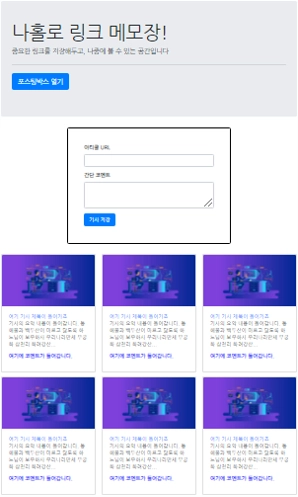 나홀로 링크 메모장!
중요한 링크를 저장해두고, 나중에 볼 수 있는 공간입니다
포스팅박스 열기
아티클 URL
간단 코멘트
기사 저장
여기 기사 제목이 들어가죠
기사의 요약 내용이 들어갑니다. 동
해물과 백두산이 마르고 닳도록 하
느님이 보우하사 우리나라만세 무궁
화 삼천리 화려강산...
여기에 코멘트가 들어갑니다.
여기 기사 제목이 들어가죠
기사의 요약 내용이 들어갑니다. 동
해물과 백두산이 마르고 닳도록 하
느님이 보우하사 우리나라만세 무궁
화 삼천리 화려강산...
여기에 코멘트가 들어갑니다.
여기 기사 제목이 들어가죠
기사의 요약 내용이 들어갑니다. 동
해물과 백두산이 마르고 닳도록 하
느님이 보우하사 우리나라만세 무궁
화 삼천리 화려강산...
여기에 코멘트가 들어갑니다.
여기 기사 제목이 들어가죠
기사의 요약 내용이 들어갑니다. 동
해물과 백두산이 마르고 닳도록 하
느님이 보우하사 우리나라만세 무궁
화 삼천리 화려강산...
여기에 코멘트가 들어갑니다.
여기 기사 제목이 들어가죠
기사의 요약 내용이 들어갑니다. 동
해물과 백두산이 마르고 닳도록 하
느님이 보우하사 우리나라만세 무궁
화 삼천리 화려강산...
여기에 코멘트가 들어갑니다.
여기 기사 제목이 들어가죠
기사의 요약 내용이 들어갑니다. 동
해물과 백두산이 마르고 닳도록 하
느님이 보우하사 우리나라만세 무궁
화 삼천리 화려강산...
여기에 코멘트가 들어갑니다.